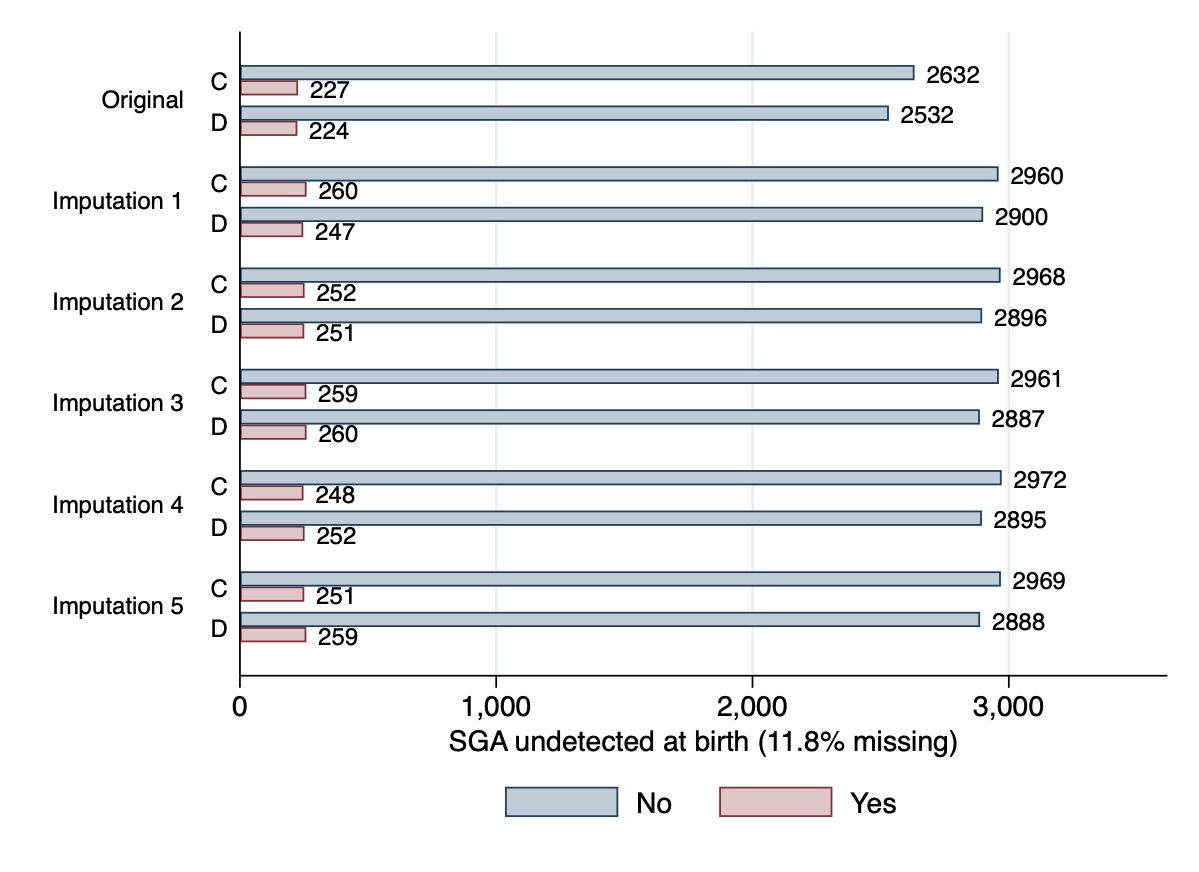 Original
C
2632
227
D
2532
224
Imputation 1
C
2960
260
D
2900
247
Imputation 2
C
2968
252
D
2896
251
Imputation 3
C
2961
259
D
2887
260
Imputation 4
C
2972
248
D
2895
252
Imputation 5
C
2969
251
D
2888
259
0 1,000 2,000 3,000
SGA undetected at birth (11.8% missing)
No Yes